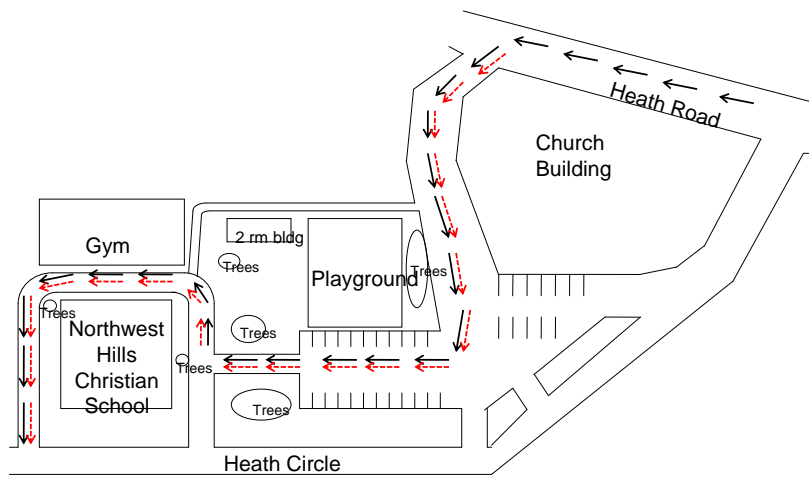 Heath Road
Church
Building
2 rm bldg
Gym
Trees
Playground
Trees
Trees
Northwest
Hills
Christian
School
Trees
Trees
Trees
Heath Circle